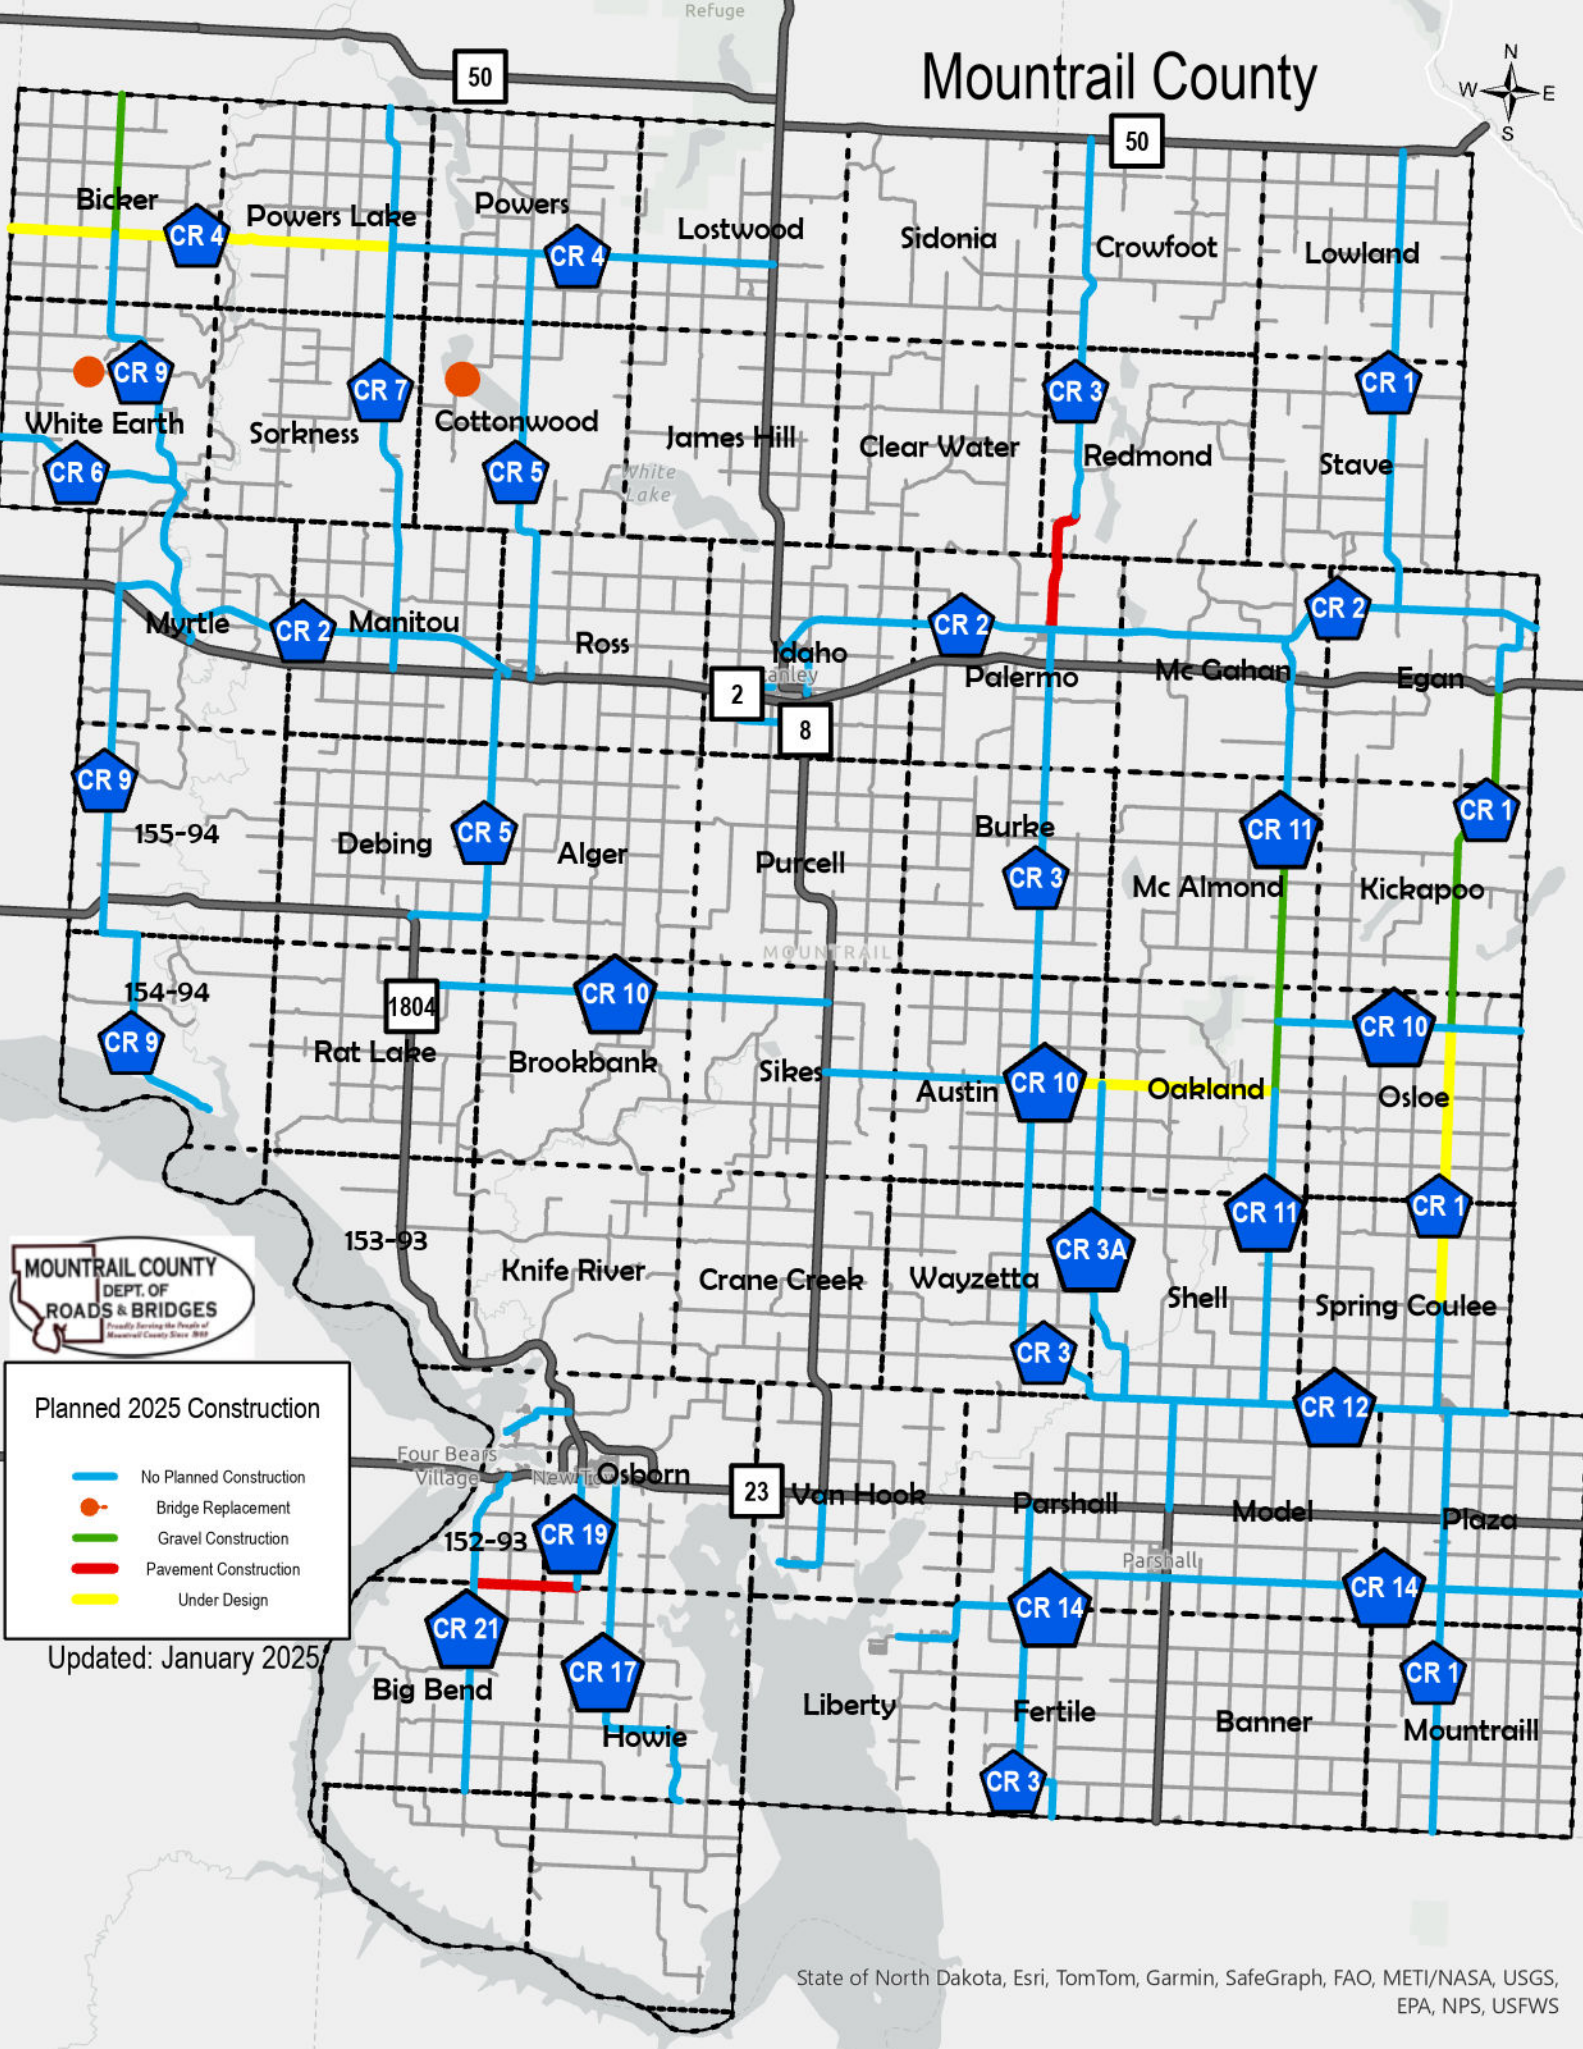 Refuge
Mountrail County
N
W E
S
50
50
Bicker
CR 4
Powers Lake
Powers
CR 4
Lostwood
Sidonia
Crowfoot
Lowland
CR 9
CR 7
CR 3
CR 1
White Earth
Sorkness
Cottonwood
James Hill
Clear Water
Redmond
Stave
CR 6
CR 5
White
Lake
Myrtle
CR 2
Manitou
Ross
Idaho
CR 2
Palermo
Mc Gahan
CR 2
Egan
2
8
CR 9
155-94
Debing
CR 5
Alger
Purcell
Burke
CR 3
CR 11
Mc Almond
CR 1
Kickapoo
MOUNTRAIL
154-94
1804
CR 10
CR 10
CR 9
Rat Lake
Brookbank
Sikes
Austin
CR 10
Oakland
Osloe
153-93
Knife River
Crane Creek
Wayzetta
CR 3A
CR 11
CR 1
Shell
Spring Coulee
MOUNTRAIL COUNTY
DEPT. OF
ROADS & BRIDGES
Proudly Serving the People of
Mountrail County Since 1909
CR 3
CR 12
Planned 2025 Construction
No Planned Construction
Bridge Replacement
Gravel Construction
Pavement Construction
Under Design
Updated: January 2025
Four Bears
Village
Osborn
23
Van Hook
Parshall
Model
Plaza
152-93
CR 19
Parshall
CR 14
CR 14
CR 21
CR 17
CR 1
Big Bend
Howie
Liberty
Fertile
Banner
Mountraill
CR 3
State of North Dakota, Esri, TomTom, Garmin, SafeGraph, FAO, METI/NASA, USGS,
EPA, NPS, USFWS